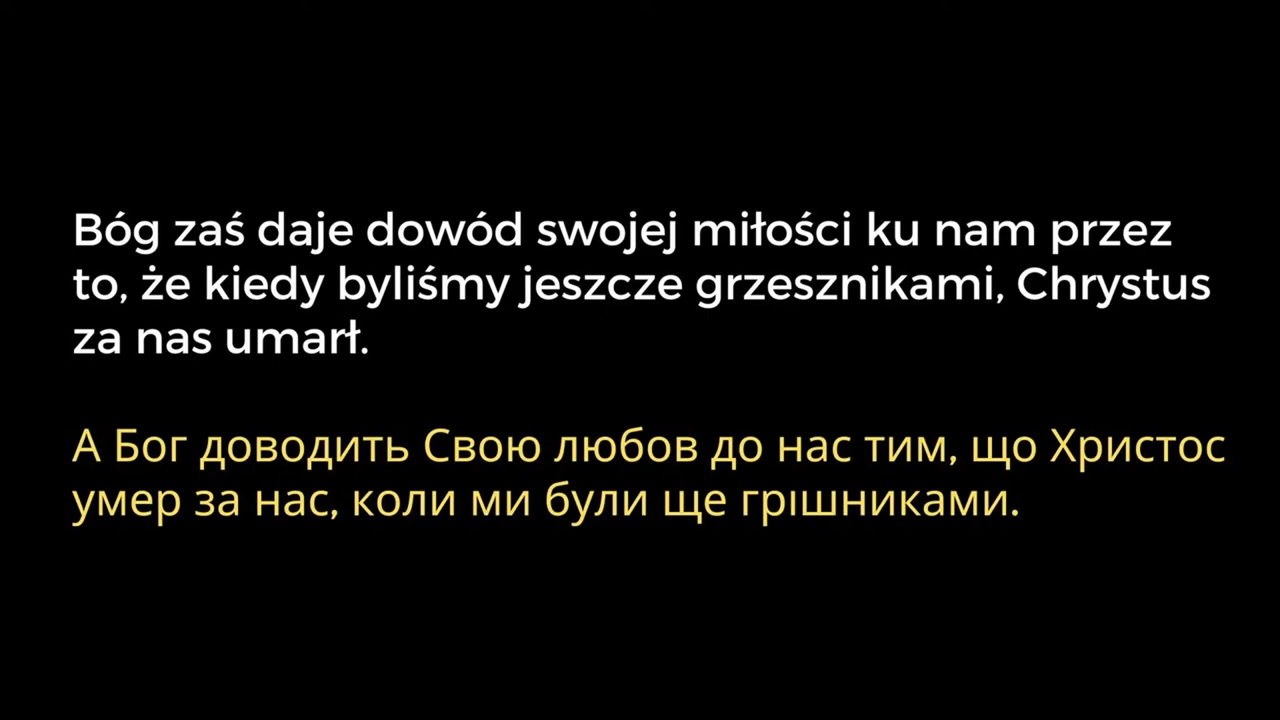 Bóg zaś daje dowód swojej miłości ku nam przez
to, że kiedy byliśmy jeszcze grzesznikami, Chrystus
za nas umarł.
А Бог доводить Свою любов до нас тим, що Христос
умер за нас, коли ми були ще грішниками.